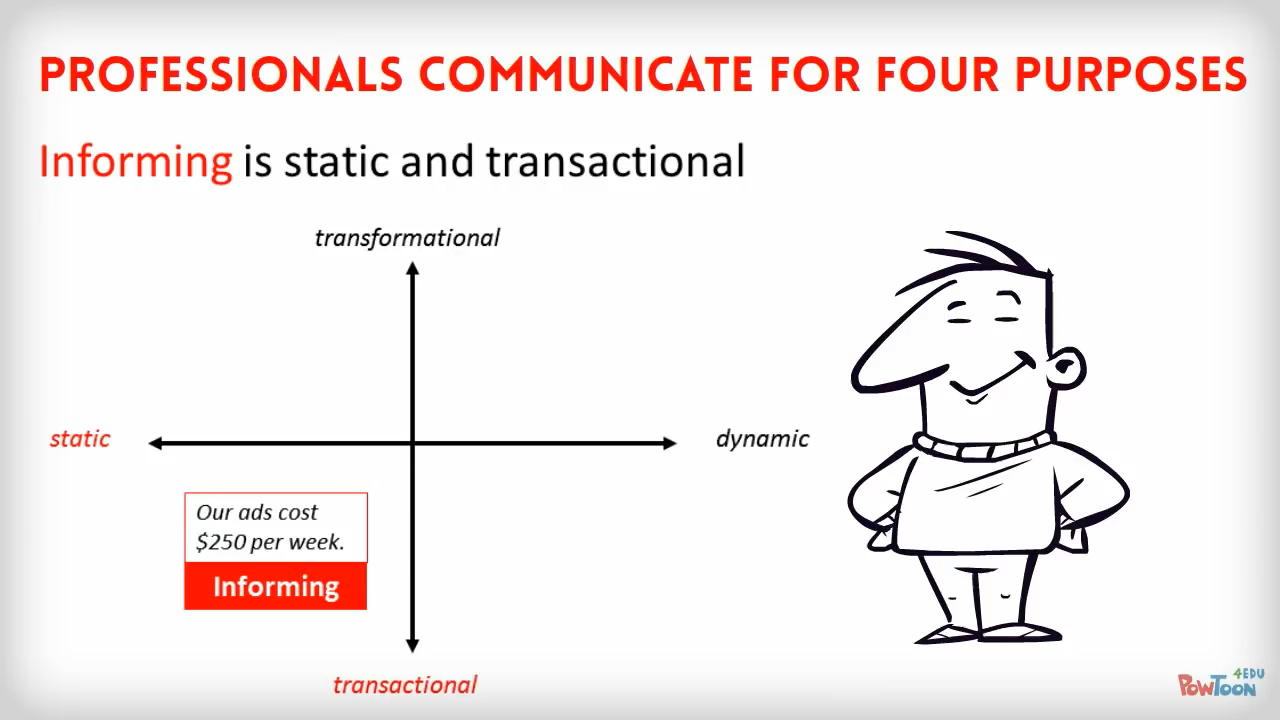 PROFESSIONALS COMMUNICATE FOR FOUR PURPOSES
Informing is static and transactional
transformational
static
dynamic
Our ads cost
$250 per week.
Informing
transactional
4EDU
POWTOON